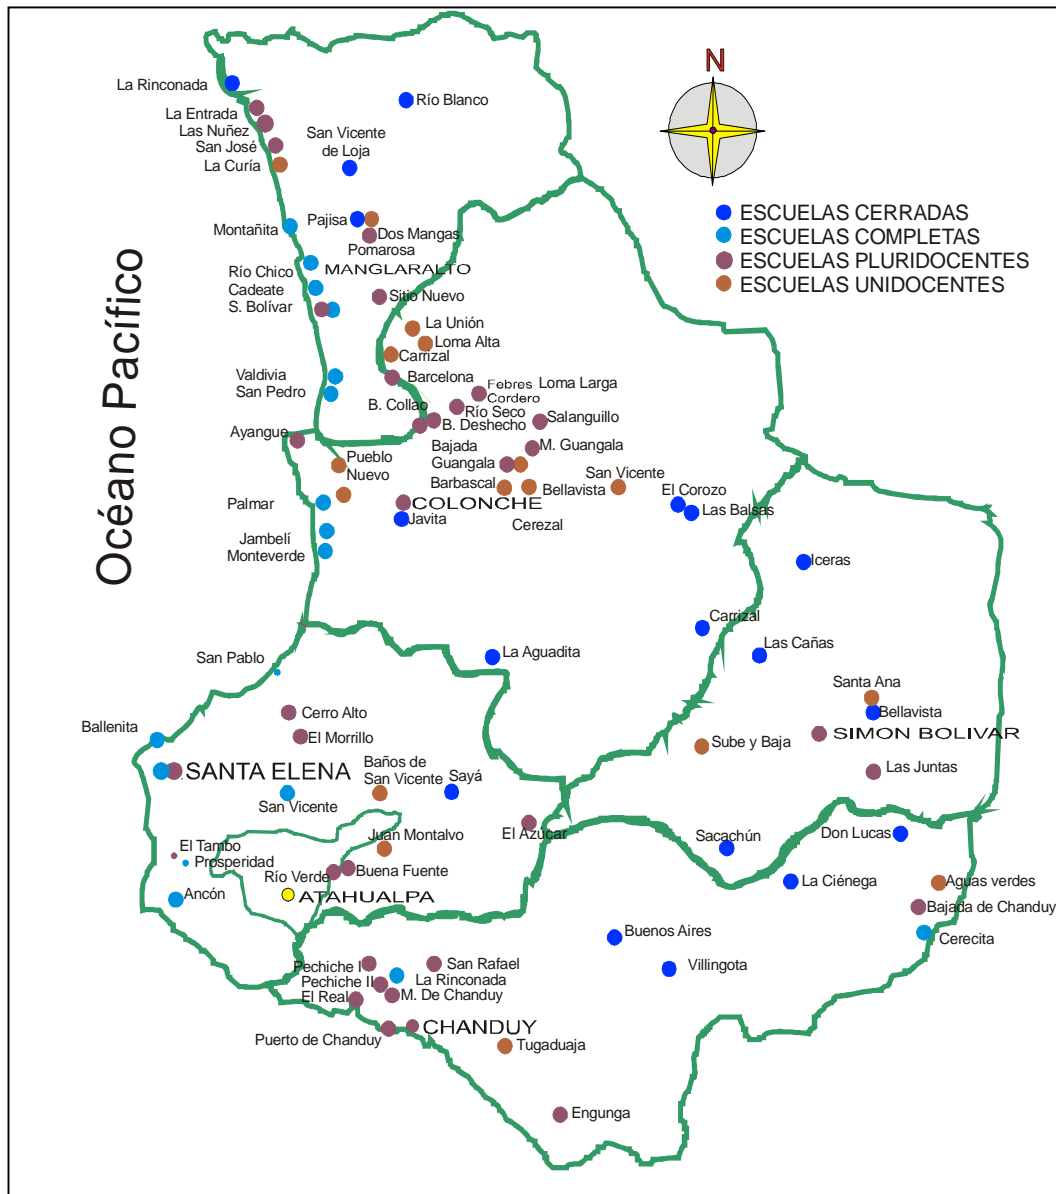 N
La Rinconada
Río Blanco
La Entrada
Las Nuñez
San José
La Curía
San Vicente
de Loja
Montañita
Pajisa
Dos Mangas
Pomarosa
ESCUELAS CERRADAS
ESCUELAS COMPLETAS
ESCUELAS PLURIDOCENTES
ESCUELAS UNIDOCENTES
Océano Pacífico
MANGLARALTO
Río Chico
Cadeate
S. Bolívar
Sitio Nuevo
La Unión
Loma Alta
Carrizal
Valdivia
San Pedro
Barcelona
Febres
Cordero
Loma Larga
B. Collao
Río Seco
B. Deshecho
Salanguillo
Ayangue
Pueblo
Nuevo
Bajada
Guangala
M. Guangala
Barbascal
Bellavista
San Vicente
El Corozo
Las Balsas
Palmar
COLONCHE
Javita
Cerezal
Jambelí
Monteverde
Iceras
Carrizal
Las Cañas
La Aguadita
San Pablo
Santa Ana
Bellavista
Cerro Alto
El Morrillo
Ballenita
Sube y Baja
SIMON BOLIVAR
SANTA ELENA
Baños de
San Vicente
Sayá
Las Juntas
San Vicente
El Azúcar
Juan Montalvo
Sacachún
Don Lucas
El Tambo
Prosperidad
Río Verde
Buena Fuente
La Ciénega
Aguas verdes
Ancón
ATAHUALPA
Bajada de Chanduy
Buenos Aires
Cerecita
Pechiche I
San Rafael
Villingota
Pechiche II
La Rinconada
El Real
M. De Chanduy
Puerto de Chanduy
CHANDUY
Tugaduaja
Engunga